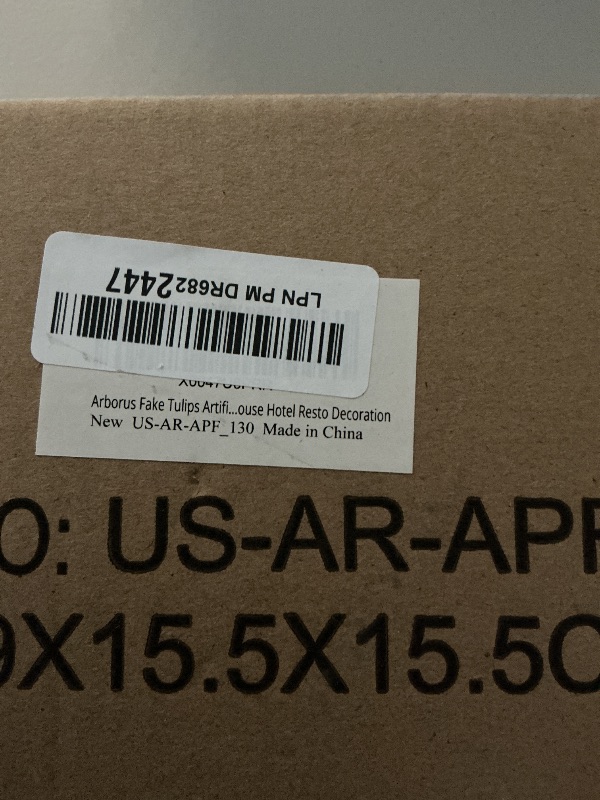 LPN PM DR6822447
Arborus Fake Tulips Artifi...ouse Hotel Resto Decoration
New US-AR-APF_130 Made in China
O: US-AR-APF
9X15.5X15.5C